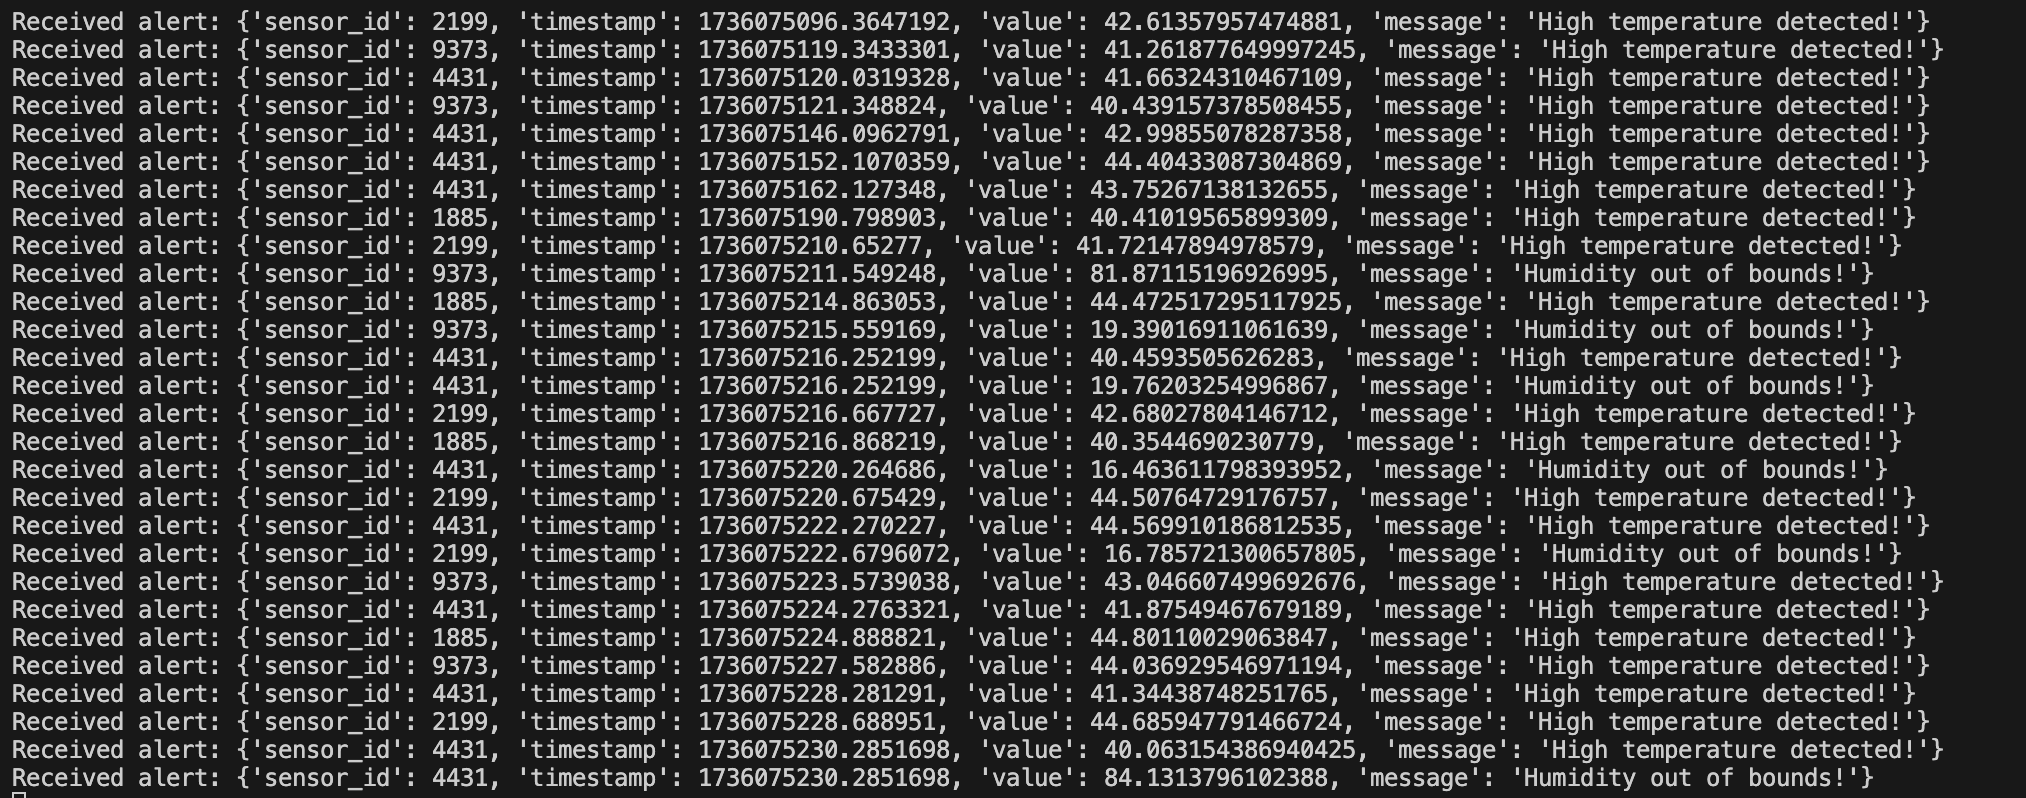 Received alert: {'sensor_id': 2199, 'timestamp': 1736075096.3647192, 'value': 42.61357957474881, 'message': 'High temperature detected!'}
Received alert: {'sensor_id': 9373, 'timestamp': 1736075119.3433301, 'value': 41.261877649997245, 'message': 'High temperature detected!'}
Received alert: {'sensor_id': 4431, 'timestamp': 1736075120.0319328, 'value': 41.66324310467109, 'message': 'High temperature detected!'}
Received alert: {'sensor_id': 9373, 'timestamp': 1736075121.348824, 'value': 40.439157378508455, 'message': 'High temperature detected!'}
Received alert: {'sensor_id': 4431, 'timestamp': 1736075146.0962791, 'value': 42.99855078287358, 'message': 'High temperature detected!'}
Received alert: {'sensor_id': 4431, 'timestamp': 1736075152.1070359, 'value': 44.40433087304869, 'message': 'High temperature detected!'}
Received alert: {'sensor_id': 4431, 'timestamp': 1736075162.127348, 'value': 43.75267138132655, 'message': 'High temperature detected!'}
Received alert: {'sensor_id': 1885, 'timestamp': 1736075190.798903, 'value': 40.41019565899309, 'message': 'High temperature detected!'}
Received alert: {'sensor_id': 2199, 'timestamp': 1736075210.65277, 'value': 41.72147894978579, 'message': 'High temperature detected!'}
Received alert: {'sensor_id': 9373, 'timestamp': 1736075211.549248, 'value': 81.87115196926995, 'message': 'Humidity out of bounds!'}
Received alert: {'sensor_id': 1885, 'timestamp': 1736075214.863053, 'value': 44.472517295117925, 'message': 'High temperature detected!'}
Received alert: {'sensor_id': 9373, 'timestamp': 1736075215.559169, 'value': 19.39016911061639, 'message': 'Humidity out of bounds!'}
Received alert: {'sensor_id': 4431, 'timestamp': 1736075216.252199, 'value': 40.4593505626283, 'message': 'High temperature detected!'}
Received alert: {'sensor_id': 4431, 'timestamp': 1736075216.252199, 'value': 19.76203254996867, 'message': 'Humidity out of bounds!'}
Received alert: {'sensor_id': 2199, 'timestamp': 1736075216.667727, 'value': 42.68027804146712, 'message': 'High temperature detected!'}
Received alert: {'sensor_id': 1885, 'timestamp': 1736075216.868219, 'value': 40.3544690230779, 'message': 'High temperature detected!'}
Received alert: {'sensor_id': 4431, 'timestamp': 1736075220.264686, 'value': 16.463611798393952, 'message': 'Humidity out of bounds!'}
Received alert: {'sensor_id': 2199, 'timestamp': 1736075220.675429, 'value': 44.50764729176757, 'message': 'High temperature detected!'}
Received alert: {'sensor_id': 4431, 'timestamp': 1736075222.270227, 'value': 44.569910186812535, 'message': 'High temperature detected!'}
Received alert: {'sensor_id': 2199, 'timestamp': 1736075222.6796072, 'value': 16.785721300657805, 'message': 'Humidity out of bounds!'}
Received alert: {'sensor_id': 9373, 'timestamp': 1736075223.5739038, 'value': 43.046607499692676, 'message': 'High temperature detected!'}
Received alert: {'sensor_id': 4431, 'timestamp': 1736075224.2763321, 'value': 41.87549467679189, 'message': 'High temperature detected!'}
Received alert: {'sensor_id': 1885, 'timestamp': 1736075224.888821, 'value': 44.80110029063847, 'message': 'High temperature detected!'}
Received alert: {'sensor_id': 9373, 'timestamp': 1736075227.582886, 'value': 44.036929546971194, 'message': 'High temperature detected!'}
Received alert: {'sensor_id': 4431, 'timestamp': 1736075228.281291, 'value': 41.34438748251765, 'message': 'High temperature detected!'}
Received alert: {'sensor_id': 2199, 'timestamp': 1736075228.688951, 'value': 44.685947791466724, 'message': 'High temperature detected!'}
Received alert: {'sensor_id': 4431, 'timestamp': 1736075230.2851698, 'value': 40.063154386940425, 'message': 'High temperature detected!'}
Received alert: {'sensor_id': 4431, 'timestamp': 1736075230.2851698, 'value': 84.1313796102388, 'message': 'Humidity out of bounds!'}